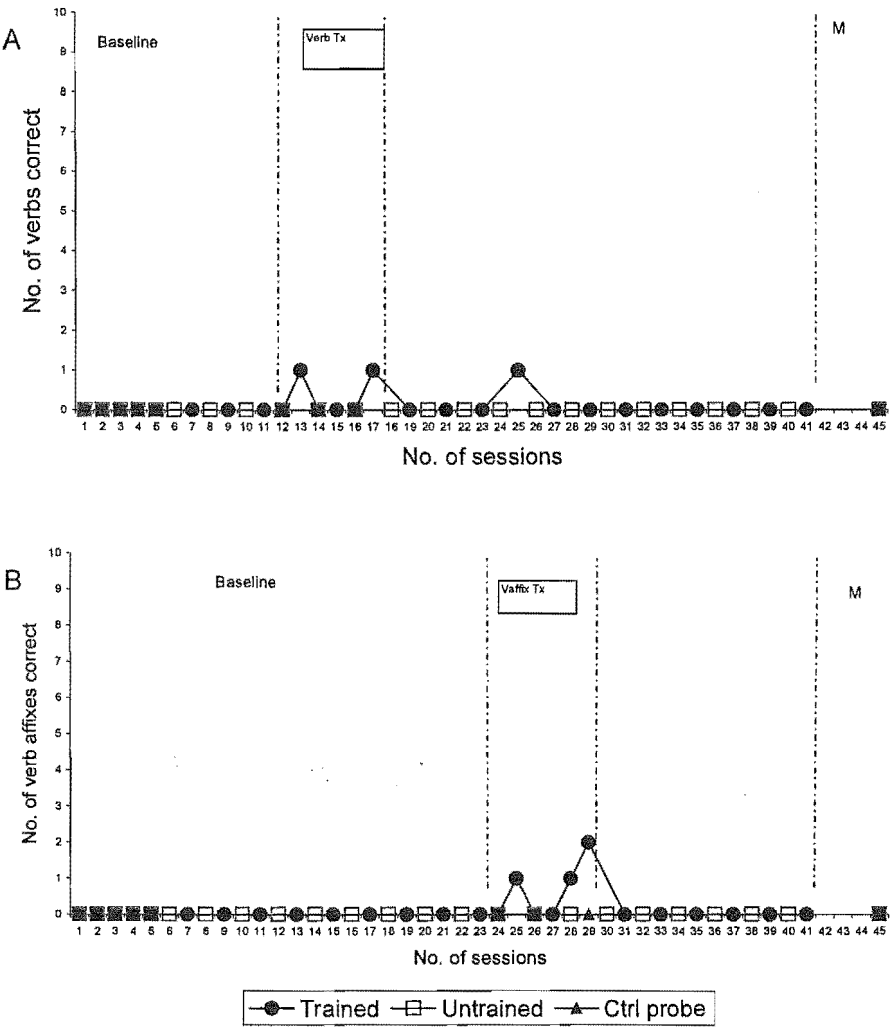 A
Baseline
Verb Tx
M
No. of verbs correct
10
9
8
7
6
5
4
3
2
1
0
1 2 3 4 5 6 7 8 9 10 11 12 13 14 15 16 17 18 19 20 21 22 23 24 25 26 27 28 29 30 31 32 33 34 35 36 37 38 39 40 41 42 43 44 45
No. of sessions
B
Baseline
Vaffix Tx
M
No. of verb affixes correct
10
9
8
7
6
5
4
3
2
1
0
1 2 3 4 5 6 7 8 9 10 11 12 13 14 15 16 17 18 19 20 21 22 23 24 25 26 27 28 29 30 31 32 33 34 35 36 37 38 39 40 41 42 43 44 45
No. of sessions
Trained Untrained Ctrl probe